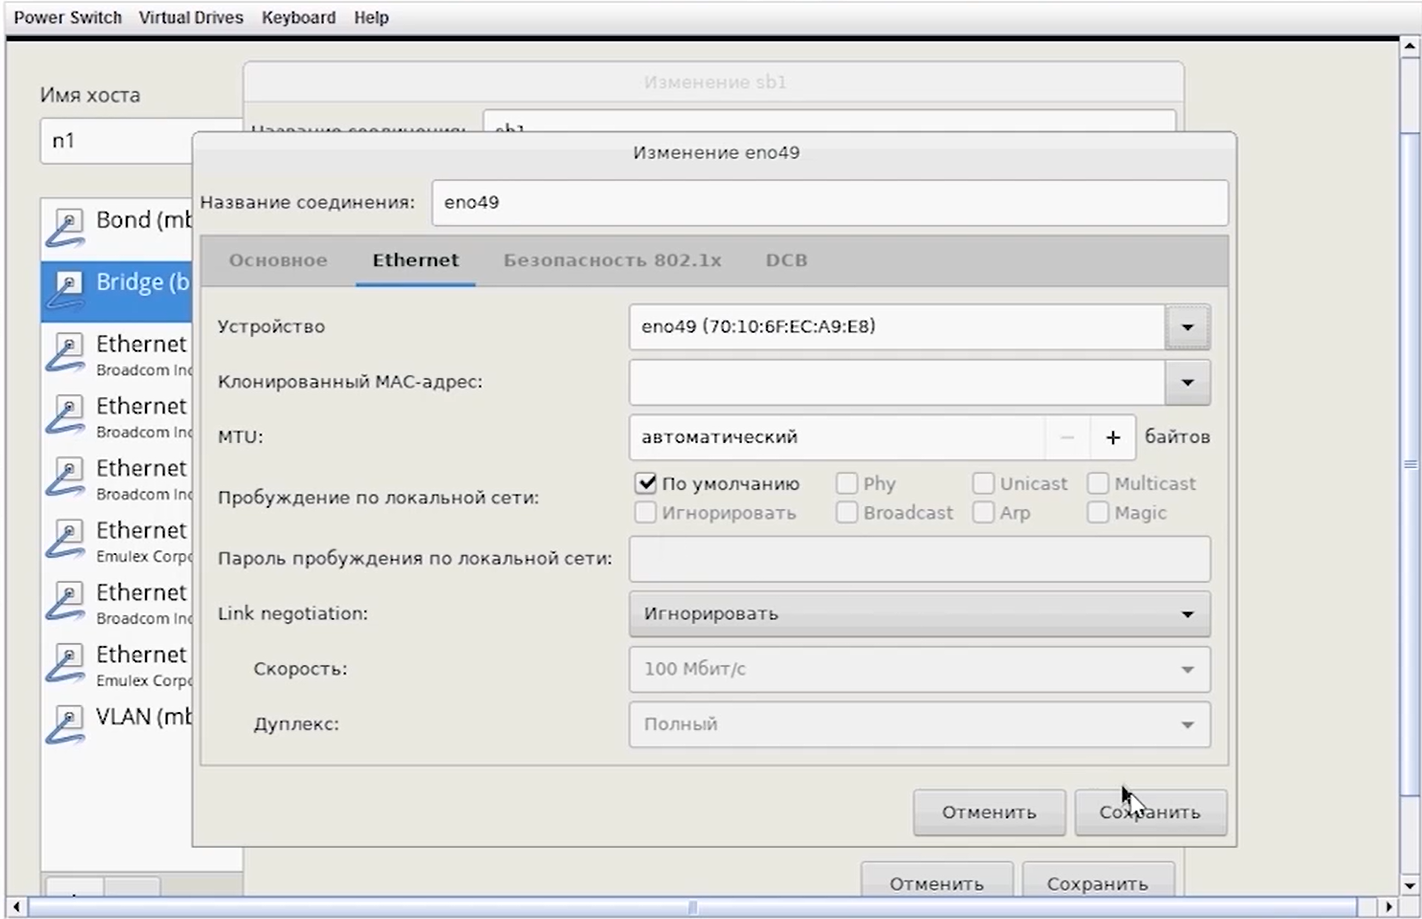 Power Switch Virtual Drives Keyboard Help
Изменение sb1
Имя хоста
Название соединения: sb1
n1
Изменение eno49
Название соединения: eno49
Bond (mb
Основное Ethernet Безопасность 802.1x DCB
Bridge (b
Устройство eno49 (70:10:6F:EC:A9:E8)
Ethernet
Broadcom Inc
Клонированный MAC-адрес:
Ethernet
Broadcom Inc
MTU: автоматический − + байтов
Ethernet
Broadcom Inc
Пробуждение по локальной сети:
По умолчанию Phy Unicast Multicast
Игнорировать Broadcast Arp Magic
Ethernet
Emulex Corpo
Пароль пробуждения по локальной сети:
Ethernet
Broadcom Inc
Link negotiation: Игнорировать
Ethernet
Emulex Corpo
Скорость: 100 Мбит/с
VLAN (mb
Дуплекс: Полный
Отменить Сохранить
Отменить Сохранить